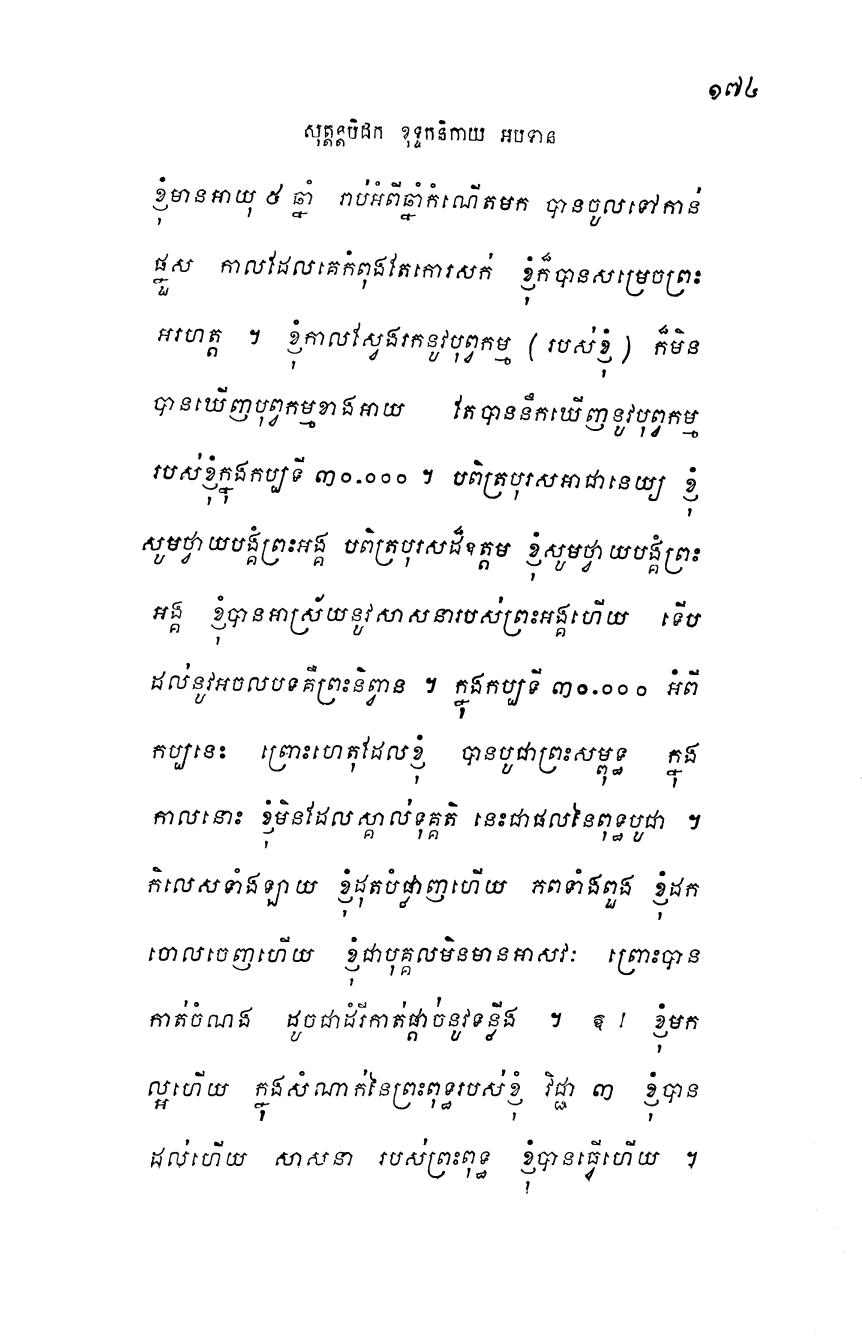 ១៧៤
សុត្តន្តបិដក ខុទ្ទកនិកាយ អបទាន
ខ្ញុំមានអាយុ ៥ ឆ្នាំ រាប់អំពីឆ្នាំកំណើតមក បានចូលទៅកាន់
ផ្នួស កាលដែលគេកំពុងតែកោរសក់ ខ្ញុំក៏បានសម្រេចព្រះ
អរហត្ត ។ ខ្ញុំកាលស្វែងរកនូវបុព្វកម្ម ( របស់ខ្ញុំ ) ក៏មិន
បានឃើញបុព្វកម្មខាងអាយ តែបាននឹកឃើញនូវបុព្វកម្ម
របស់ខ្ញុំក្នុងកប្បទី ៣០.០០០ ។ បពិត្របុរសអាជានេយ្យ ខ្ញុំ
សូមថ្វាយបង្គំព្រះអង្គ បពិត្របុរសដ៏ឧត្តម ខ្ញុំសូមថ្វាយបង្គំព្រះ
អង្គ ខ្ញុំបានអាស្រ័យនូវសាសនារបស់ព្រះអង្គហើយ ទើប
ដល់នូវអចលបទគឺព្រះនិព្វាន ។ ក្នុងកប្បទី ៣០.០០០ អំពី
កប្បនេះ ព្រោះហេតុដែលខ្ញុំ បានបូជាព្រះសម្ពុទ្ធ ក្នុង
កាលនោះ ខ្ញុំមិនដែលស្គាល់ទុគ្គតិ នេះជាផលនៃពុទ្ធបូជា ។
កិលេសទាំងឡាយ ខ្ញុំដុតបំផ្លាញហើយ ភពទាំងពួង ខ្ញុំដក
ចោលចេញហើយ ខ្ញុំជាបុគ្គលមិនមានអាសវៈ ព្រោះបាន
កាត់ចំណង ដូចជាដំរីកាត់ផ្តាច់នូវទន្លីង ។ ឱ ! ខ្ញុំមក
ល្អហើយ ក្នុងសំណាក់នៃព្រះពុទ្ធរបស់ខ្ញុំ វិជ្ជា ៣ ខ្ញុំបាន
ដល់ហើយ សាសនា របស់ព្រះពុទ្ធ ខ្ញុំបានធ្វើហើយ ។